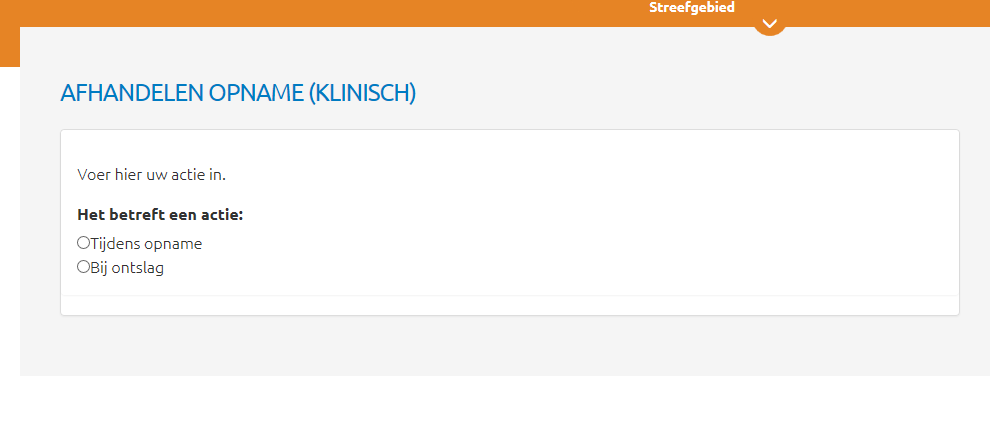 Streefgebied
AFHANDELEN OPNAME (KLINISCH)
Voer hier uw actie in.
Het betreft een actie:
Tijdens opname
Bij ontslag